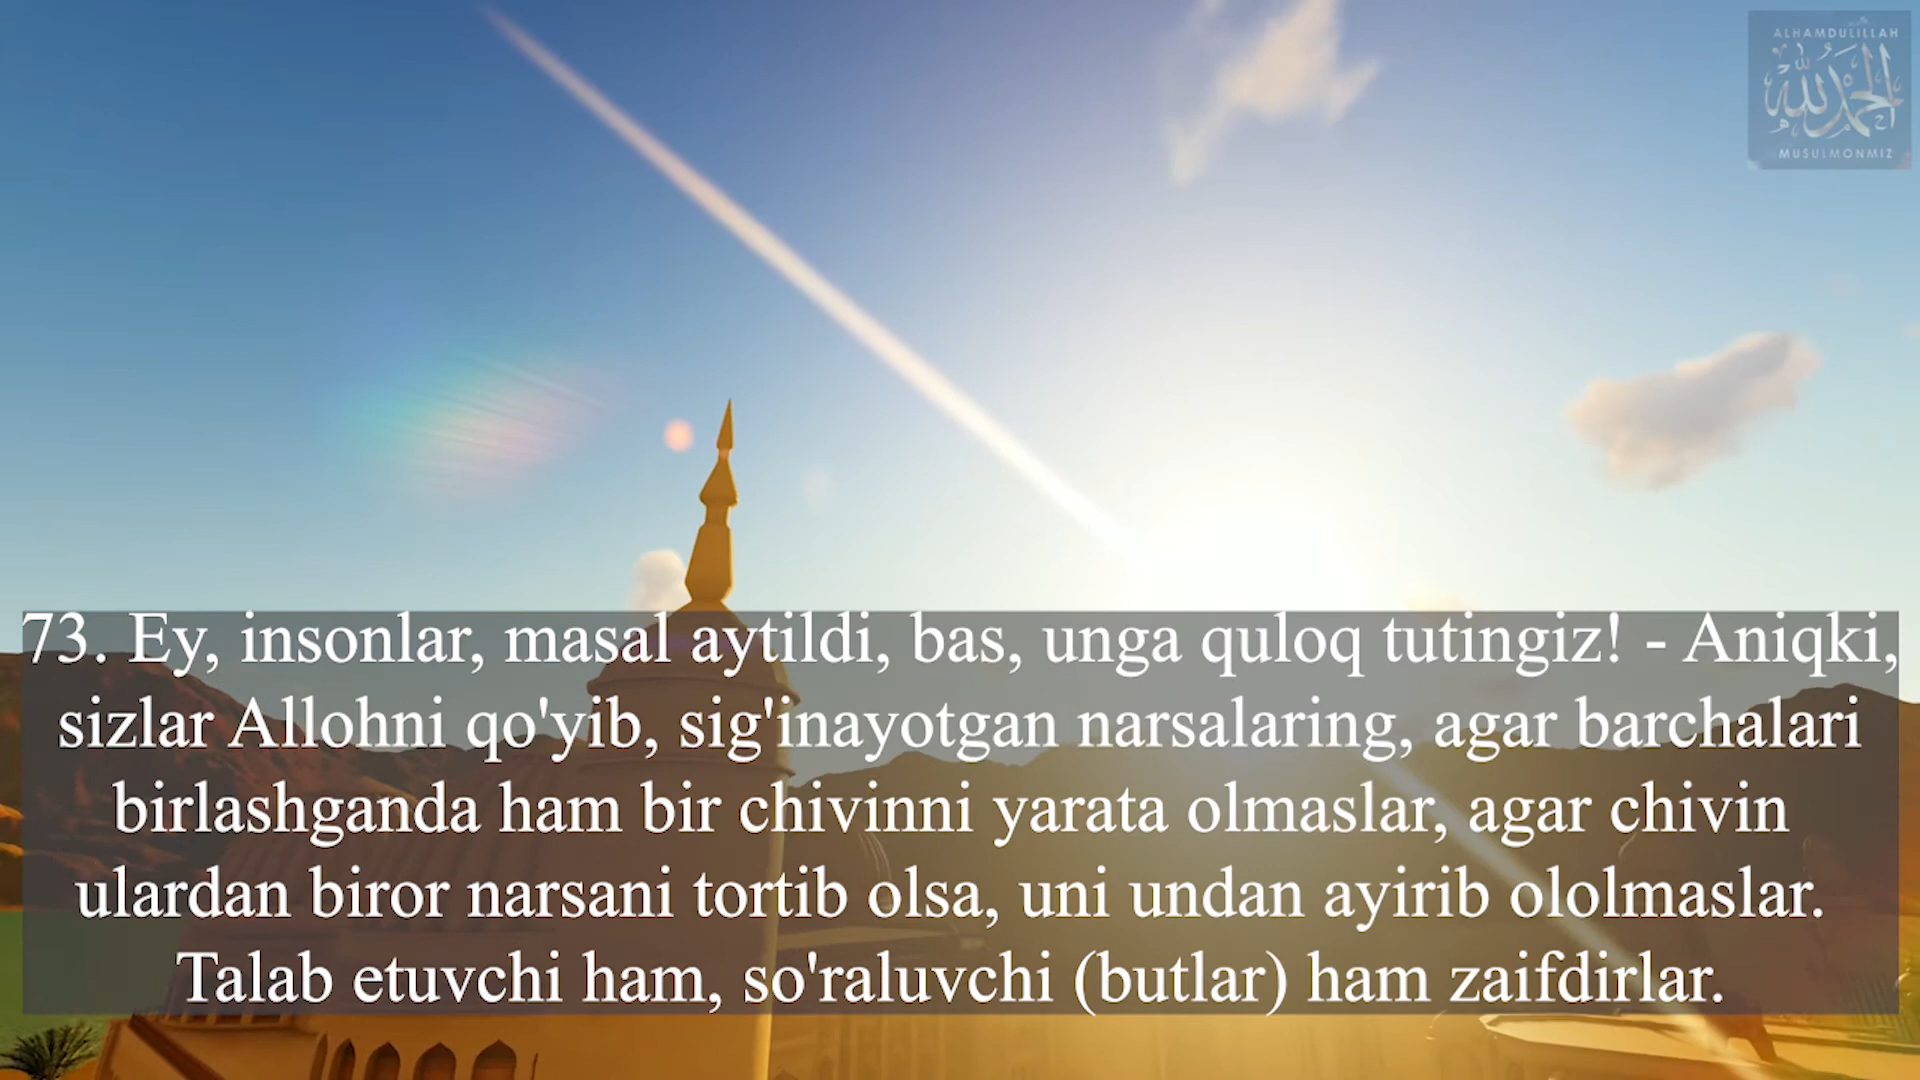 ALHAMDULILLAH
الحمد لله
MUSULMONMIZ
73. Ey, insonlar, masal aytildi, bas, unga quloq tutingiz! - Aniqki,
sizlar Allohni qo'yib, sig'inayotgan narsalaring, agar barchalari
birlashganda ham bir chivinni yarata olmaslar, agar chivin
ulardan biror narsani tortib olsa, uni undan ayirib ololmaslar.
Talab etuvchi ham, so'raluvchi (butlar) ham zaifdirlar.